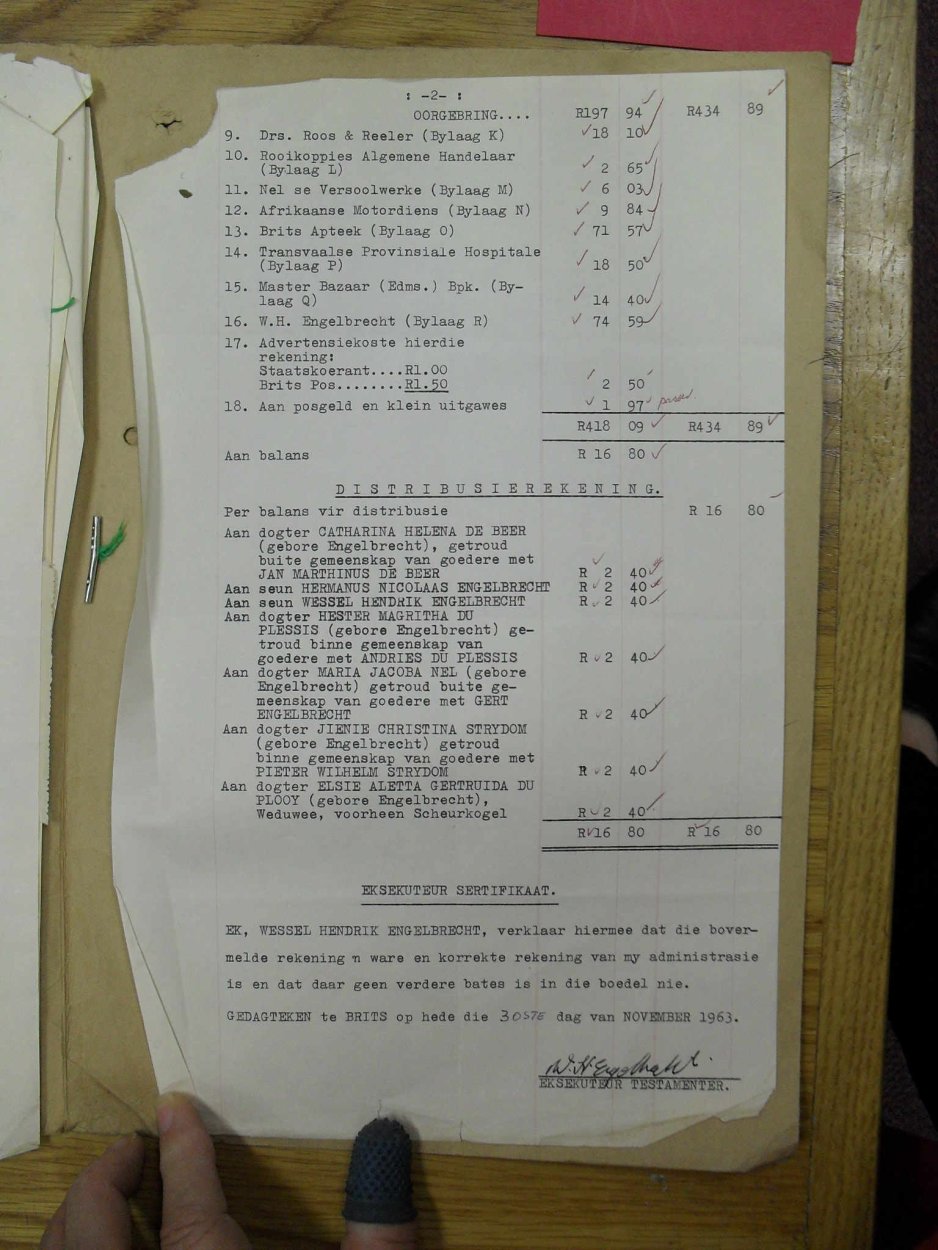 : -2- :
OORGEBRING.... R197 94 R434 89
9. Drs. Roos & Reeler (Bylaag K) 18 10
10. Rooikoppies Algemene Handelaar
(Bylaag L) 2 65
11. Nel se Versoolwerke (Bylaag M) 6 03
12. Afrikaanse Motordiens (Bylaag N) 9 84
13. Brits Apteek (Bylaag O) 71 57
14. Transvaalse Provinsiale Hospitale
(Bylaag P) 18 50
15. Master Bazaar (Edms.) Bpk. (By-
laag Q) 14 40
16. W.H. Engelbrecht (Bylaag R) 74 59
17. Advertensiekoste hierdie
rekening:
Staatskoerant....R1.00
Brits Pos........R1.50 2 50
18. Aan posgeld en klein uitgawes 1 97
R418 09 R434 89
Aan balans R 16 80
DISTRIBUSIEREKENING.
Per balans vir distribusie R 16 80
Aan dogter CATHARINA HELENA DE BEER
(gebore Engelbrecht), getroud
buite gemeenskap van goedere met
JAN MARTHINUS DE BEER R 2 40
Aan seun HERMANUS NICOLAAS ENGELBRECHT R 2 40
Aan seun WESSEL HENDRIK ENGELBRECHT R 2 40
Aan dogter HESTER MAGRITHA DU
PLESSIS (gebore Engelbrecht) ge-
troud binne gemeenskap van
goedere met ANDRIES DU PLESSIS R 2 40
Aan dogter MARIA JACOBA NEL (gebore
Engelbrecht) getroud buite ge-
meenskap van goedere met GERT
ENGELBRECHT R 2 40
Aan dogter JIENIE CHRISTINA STRYDOM
(gebore Engelbrecht) getroud
binne gemeenskap van goedere met
PIETER WILHELM STRYDOM R 2 40
Aan dogter ELSIE ALETTA GERTRUIDA DU
PLOOY (gebore Engelbrecht),
Weduwee, voorheen Scheurkogel R 2 40
R 16 80 R 16 80
EKSEKUTEUR SERTIFIKAAT.
EK, WESSEL HENDRIK ENGELBRECHT, verklaar hiermee dat die bover-
melde rekening 'n ware en korrekte rekening van my administrasie
is en dat daar geen verdere bates is in die boedel nie.
GEDAGTEKEN te BRITS op hede die 30STE dag van NOVEMBER 1963.
W. H. Engelbrecht
EKSEKUTEUR TESTAMENTER.